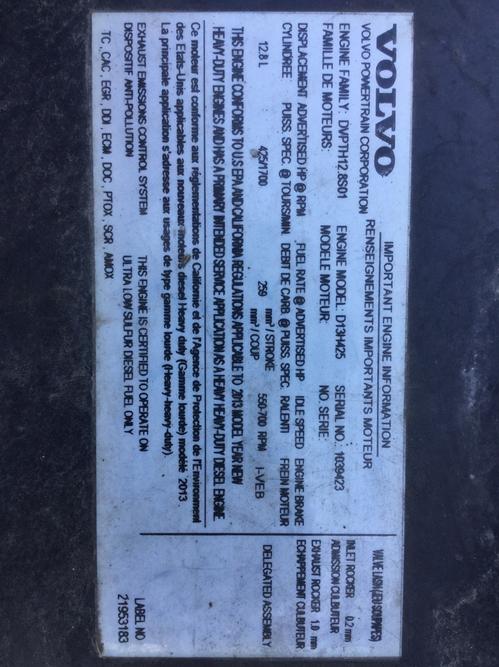 VOLVO
VOLVO POWERTRAIN CORPORATION
IMPORTANT ENGINE INFORMATION
RENSEIGNEMENTS IMPORTANTS MOTEUR
ENGINE FAMILY: DVPTH12.8S01 ENGINE MODEL: D13H425 SERIAL NO.: 1039423
FAMILLE DE MOTEURS: MODELE MOTEUR: NO. SERIE:
DISPLACEMENT ADVERTISED HP @ RPM FUEL RATE @ ADVERTISED HP IDLE SPEED ENGINE BRAKE
CYLINDREE PUISS. SPEC. @ TOURS/MIN. DEBIT DE CARB. @ PUISS. SPEC. RALENTI FREIN MOTEUR
12.8 L 425/1700 259 mm³/STROKE 550-700 RPM I-VEB
mm³/COUP
THIS ENGINE CONFORMS TO U.S EPA AND CALIFORNIA REGULATIONS APPLICABLE TO 2013 MODEL YEAR NEW
HEAVY-DUTY ENGINES AND HAS A PRIMARY INTENDED SERVICE APPLICATION AS A HEAVY HEAVY-DUTY DIESEL ENGINE
Ce moteur est conforme aux réglementations de Californie et de l'Agence de Protection de l'Environment
des Etats-Unis applicables aux nouveaux moteurs diesel Heavy duty (Gamme lourde) modèle 2013
La principale application s'adresse aux usages de type gamme lourde (Heavy-heavy-duty).
EXHAUST EMISSIONS CONTROL SYSTEM THIS ENGINE IS CERTIFIED TO OPERATE ON
DISPOSITIF ANTI-POLLUTION ULTRA LOW SULFUR DIESEL FUEL ONLY
TC, CAC, EGR, DDI, ECM, DOC, PTOX, SCR, AMOX
VALVE LASH
INLET ROCKER 0.2 mm
ADMISSION CULBUTEUR
EXHAUST ROCKER 1.0 mm
ECHAPPEMENT CULBUTEUR
DELEGATED ASSEMBLY
LABEL NO
21953183